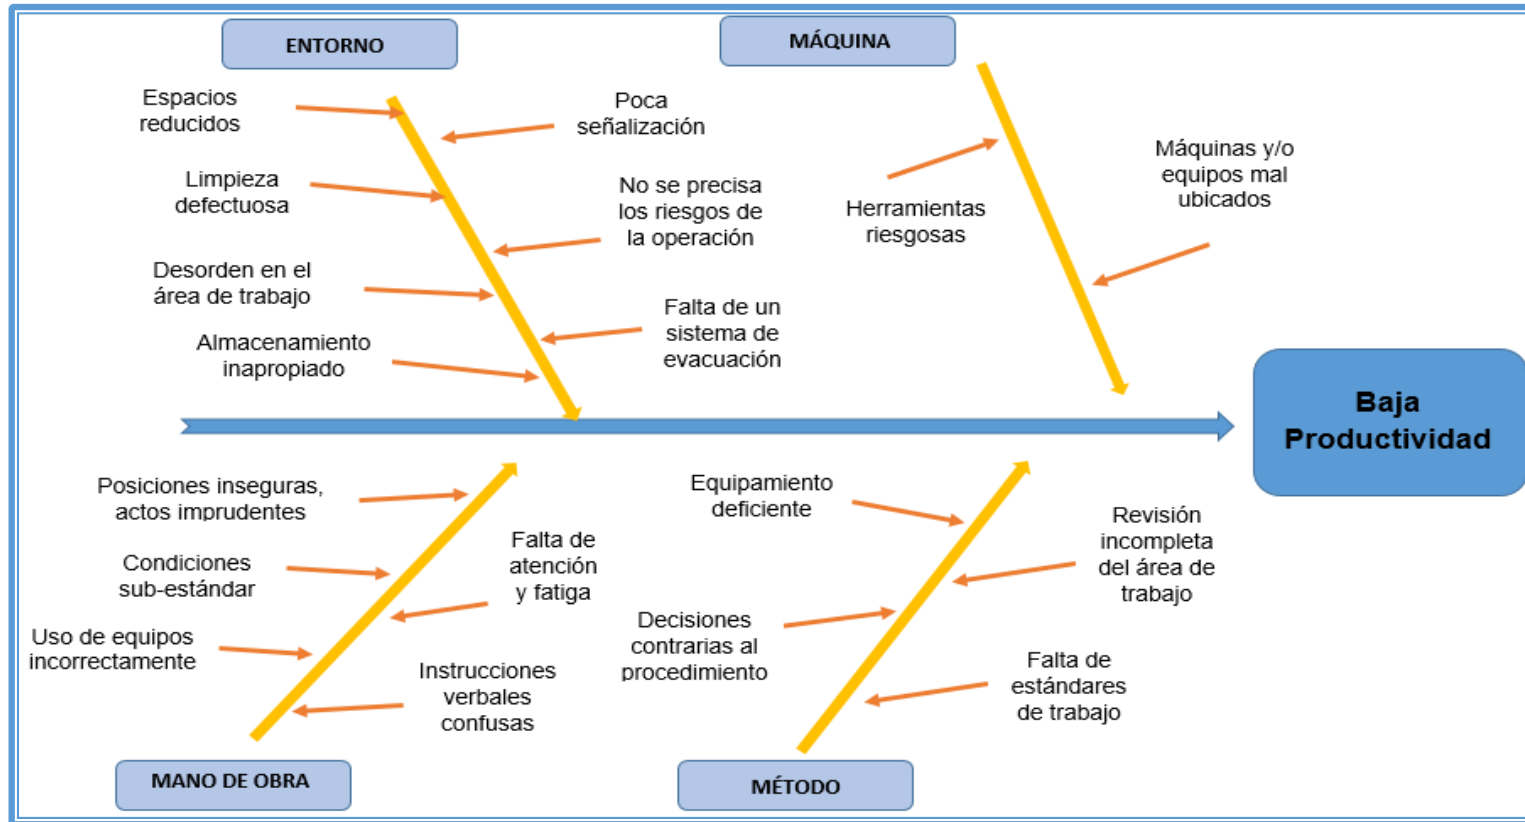 ENTORNO
MÁQUINA
Espacios
reducidos
Poca
señalización
Limpieza
defectuosa
No se precisa
los riesgos de
la operación
Desorden en el
área de trabajo
Falta de un
sistema de
evacuación
Almacenamiento
inapropiado
Herramientas
riesgosas
Máquinas y/o
equipos mal
ubicados
Baja
Productividad
Posiciones inseguras,
actos imprudentes
Condiciones
sub-estándar
Falta de
atención
y fatiga
Uso de equipos
incorrectamente
Instrucciones
verbales
confusas
Equipamiento
deficiente
Revisión
incompleta
del área de
trabajo
Decisiones
contrarias al
procedimiento
Falta de
estándares
de trabajo
MANO DE OBRA
MÉTODO